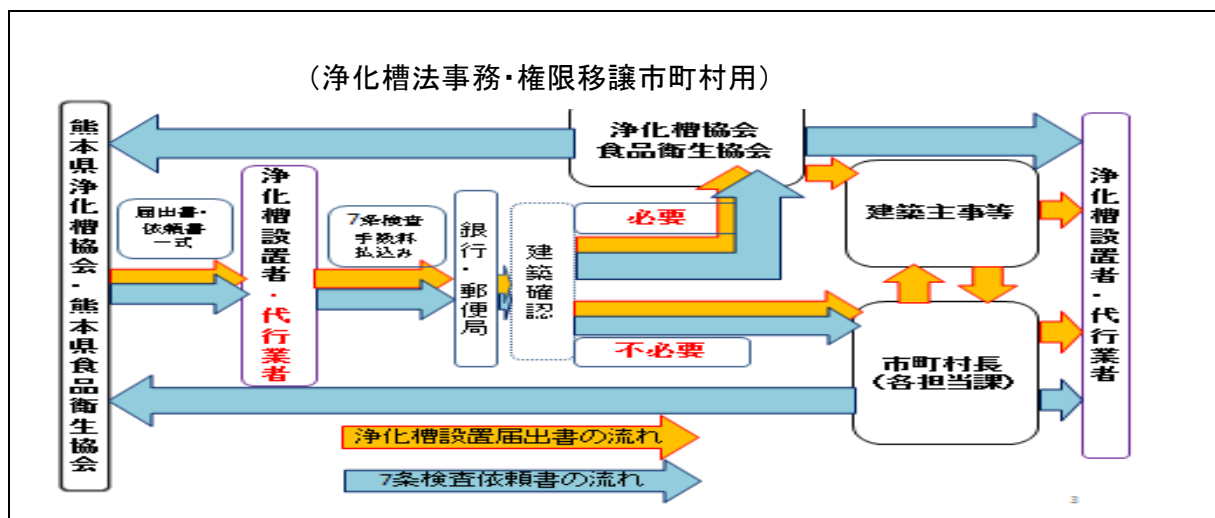 (浄化槽法事務・権限移譲市町村用)
熊本県浄化槽協会・熊本県食品衛生協会
届出書・
依頼書
一式
浄化槽設置者・代行業者
7条検査
手数料
払込み
銀行・郵便局
建築確認
浄化槽協会
食品衛生協会
必要
不必要
建築主事等
市町村長
(各担当課)
浄化槽設置者・代行業者
浄化槽設置届出書の流れ
7条検査依頼書の流れ
3